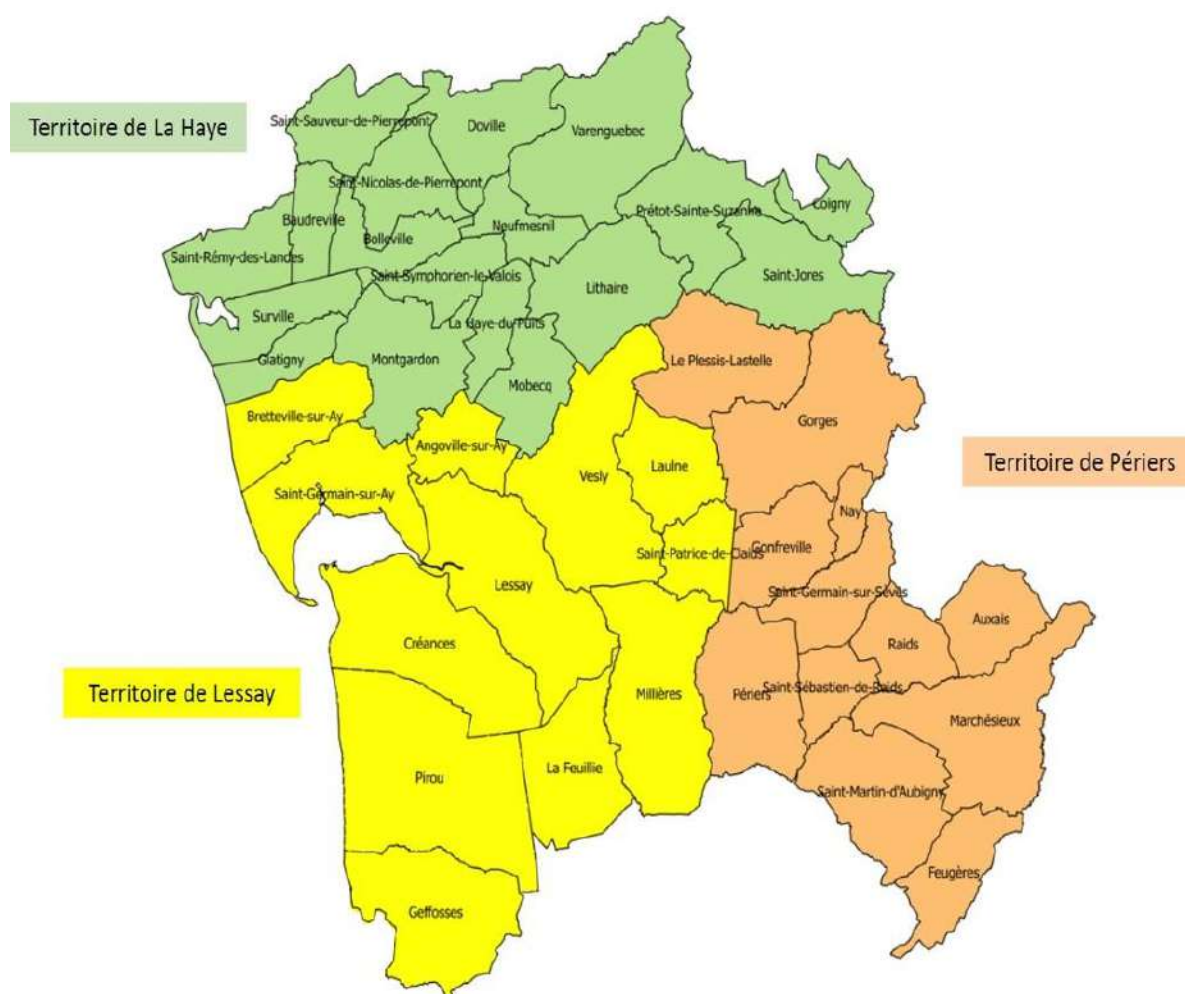 Territoire de La Haye
Saint-Sauveur-de-Pierrepont
Doville
Varenguebec
Saint-Nicolas-de-Pierrepont
Baudreville
Bolleville
Neufmesnil
Prétot-Sainte-Suzanne
Coigny
Saint-Rémy-des-Landes
Saint-Symphorien-le-Valois
Lithaire
Saint-Jores
Surville
La Haye-du-Puits
Glatigny
Montgardon
Mobecq
Le Plessis-Lastelle
Bretteville-sur-Ay
Angoville-sur-Ay
Gorges
Territoire de Périers
Saint-Germain-sur-Ay
Vesly
Laulne
Nay
Saint-Patrice-de-Claids
Gonfreville
Lessay
Saint-Germain-sur-Sèves
Créances
Auxais
Raids
Territoire de Lessay
Millières
Périers
Saint-Sébastien-de-Raids
Marchésieux
Pirou
La Feuillie
Saint-Martin-d'Aubigny
Feugères
Geffosses